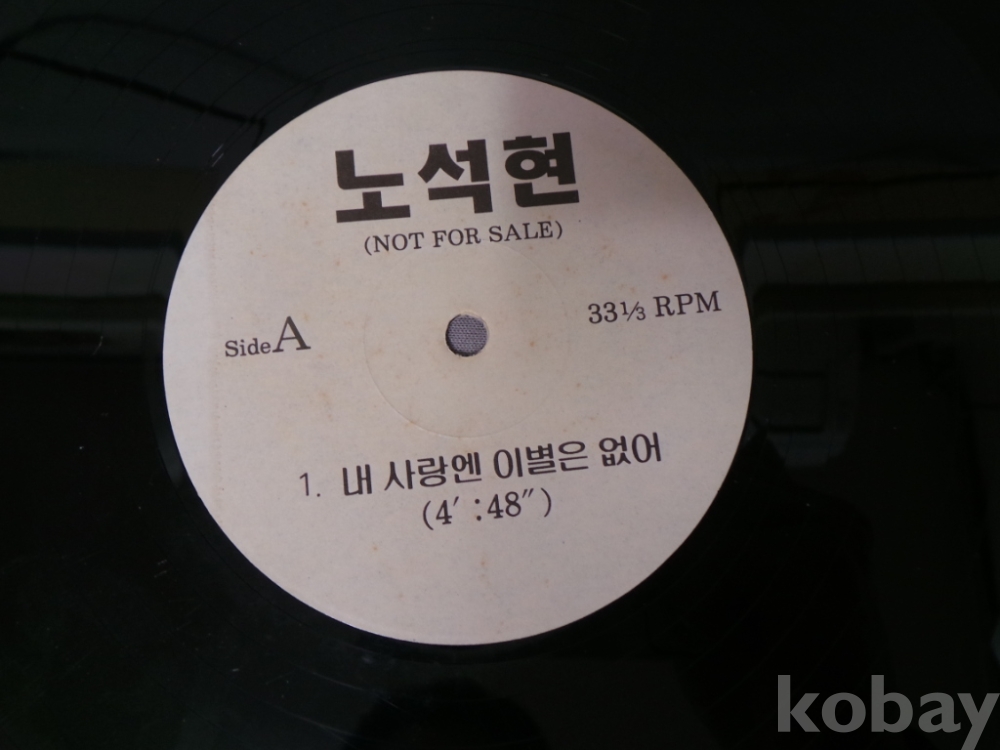 노석현
(NOT FOR SALE)
Side A
33⅓ RPM
1. 내 사랑엔 이별은 없어
(4′ :48″)
kobay